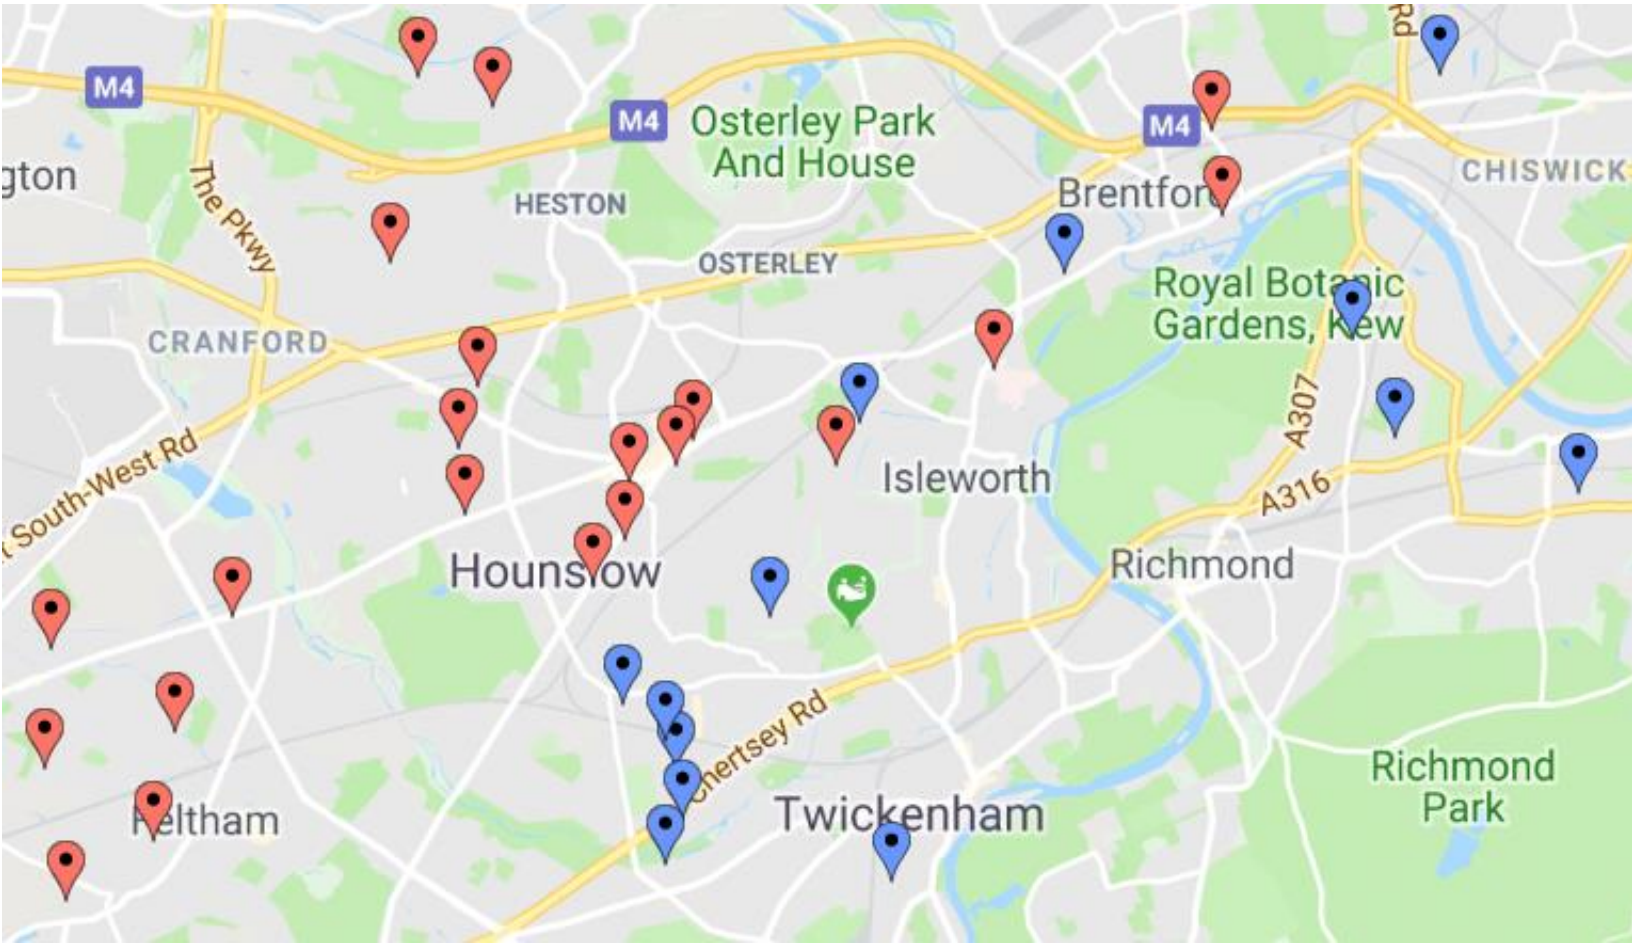 Rd
M4
M4
Osterley Park
And House
M4
CHISWICK
gton
The Pkwy
HESTON
Brentford
OSTERLEY
Royal Botanic
Gardens, Kew
CRANFORD
A307
South-West Rd
Isleworth
A316
Hounslow
Richmond
Chertsey Rd
Richmond
Park
Feltham
Twickenham